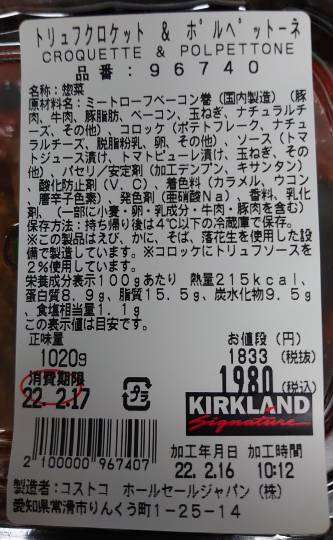 トリュフクロケット & ポルペットーネ
CROQUETTE & POLPETTONE
品番:96740
名称:惣菜
原材料名:ミートローフベーコン巻(国内製造)(豚
肉、牛肉、豚脂肪、ベーコン、玉ねぎ、ナチュラルチ
ーズ、その他)、コロッケ(ポテトフレーク、ナチュラ
ルチーズ、脱脂粉乳、卵、その他)、ソース(トマ
トジュース漬け、トマトピューレ漬け、玉ねぎ、その
他)、パセリ/安定剤(加工デンプン、キサンタン)
、酸化防止剤(V.C)、着色料(カラメル、ウコン
、唐辛子色素)、発色剤(亜硝酸Na)、香料、乳化
剤、(一部に小麦・卵・乳成分・牛肉・豚肉を含む)
保存方法:持ち帰り後は4℃以下の冷蔵庫で保存。
※この製品はえび、かに、そば、落花生を使用した設
備で製造しています。※コロッケにトリュフソースを
2%使用しています。
栄養成分表示100gあたり 熱量215kcal、
蛋白質8.9g、脂質15.5g、炭水化物9.5g
、食塩相当量1.1g
この表示値は目安です。
正味量 お値段(円)
1020g 1833(税抜)
消費期限 1980(税込)
22.2.17 プラ
KIRKLAND
Signature
加工年月日 加工時間
22.2.16 10:12
2 100000 967407
製造者:コストコ ホールセールジャパン(株)
愛知県常滑市りんくう町1-25-14